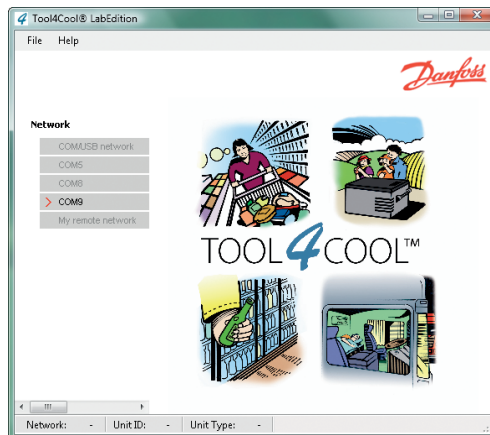 Tool4Cool® LabEdition
File Help
Danfoss
Network
COM/USB network
COM5
COM8
COM9
My remote network
TOOL4COOL™
Network: - Unit ID: - Unit Type: -